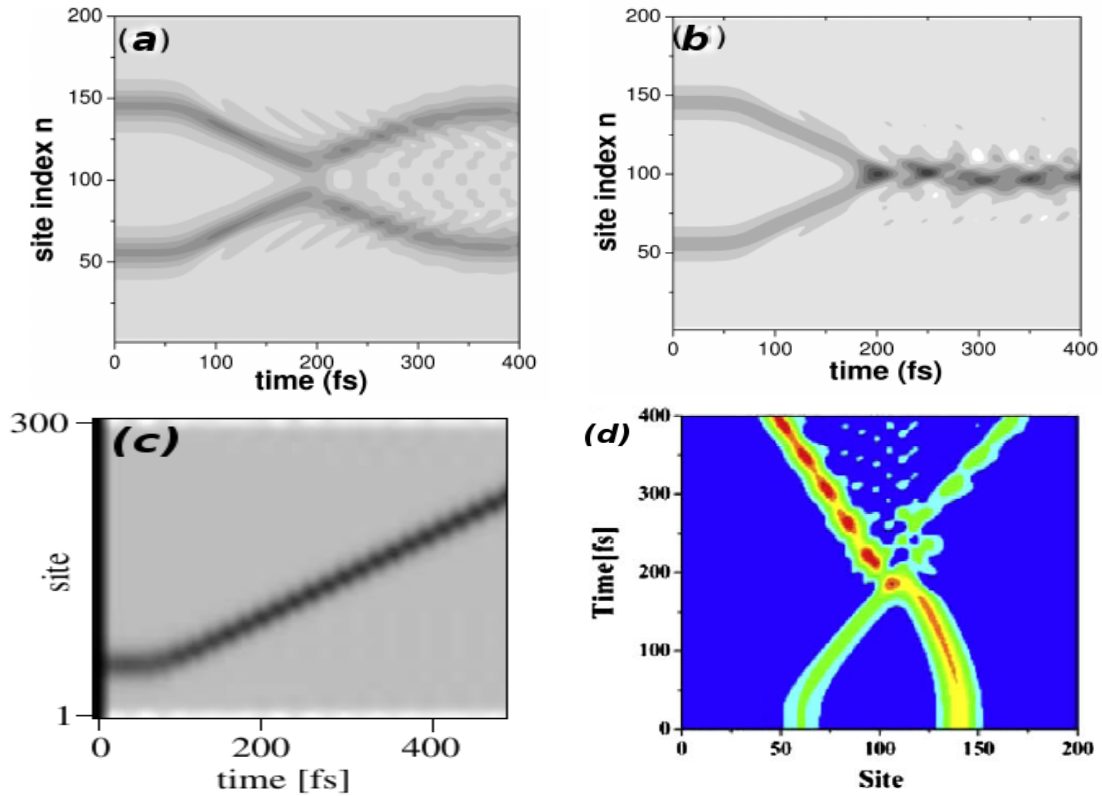 (a)
200
150
100
50
site index n
0 100 200 300 400
time (fs)
(b)
200
150
100
50
site index n
0 100 200 300 400
time (fs)
(c)
300
site
1
0 200 400
time [fs]
(d)
400
300
200
100
0
Time[fs]
0 50 100 150 200
Site